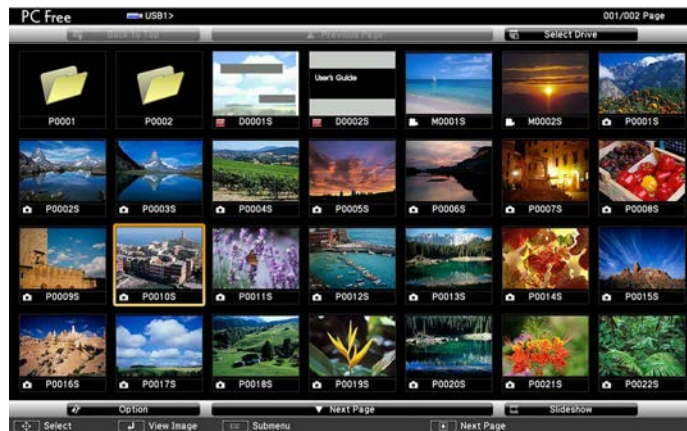 PC Free USB1> 001/002 Page
Back to Top Previous Page Select Drive
User's Guide
P0001 P0002 D0001S D0002S M0001S M0002S P0001S
P0002S P0003S P0004S P0005S P0006S P0007S P0008S
P0009S P0010S P0011S P0012S P0013S P0014S P0015S
P0016S P0017S P0018S P0019S P0020S P0021S P0022S
Option Next Page Slideshow
Select View Image Submenu Next Page